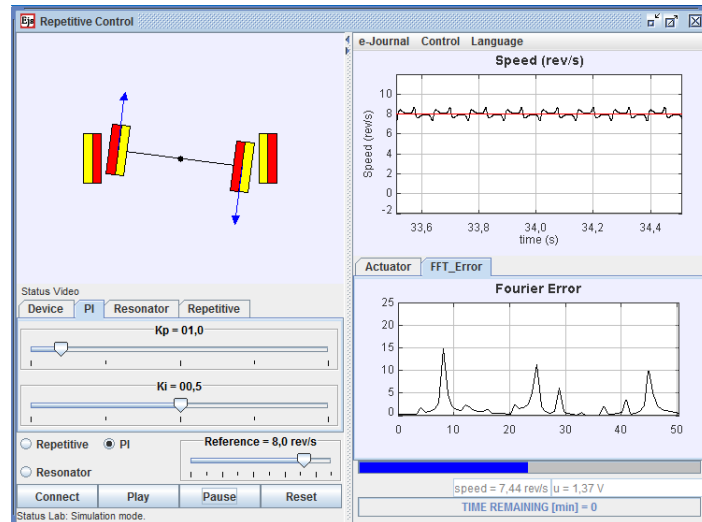 Ejs Repetitive Control
e-Journal Control Language
Speed (rev/s)
Speed (rev/s)
10
8
6
4
2
0
-2
33,6 33,8 34,0 34,2 34,4
time (s)
Status Video
Device PI Resonator Repetitive
Kp = 01,0
Ki = 00,5
Repetitive PI
Resonator
Reference = 8,0 rev/s
Connect Play Pause Reset
Status Lab: Simulation mode.
Actuator FFT_Error
Fourier Error
25
20
15
10
5
0
0 10 20 30 40 50
speed = 7,44 rev/s u = 1,37 V
TIME REMAINING [min] = 0